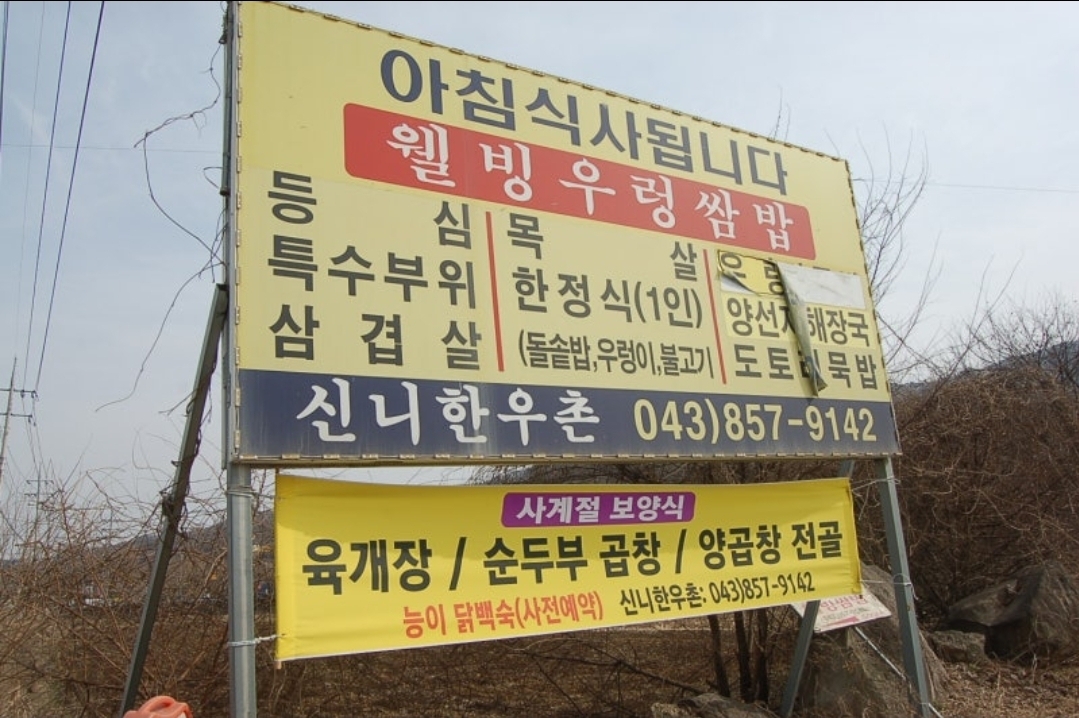 아침식사됩니다
웰빙우렁쌈밥
등심
특수부위
삼겹살
목살
한정식(1인)
(돌솥밥,우렁이,불고기
양선지해장국
도토리묵밥
신니한우촌 043)857-9142
사계절 보양식
육개장 / 순두부 곱창 / 양곱창 전골
능이 닭백숙(사전예약) 신니한우촌: 043)857-9142